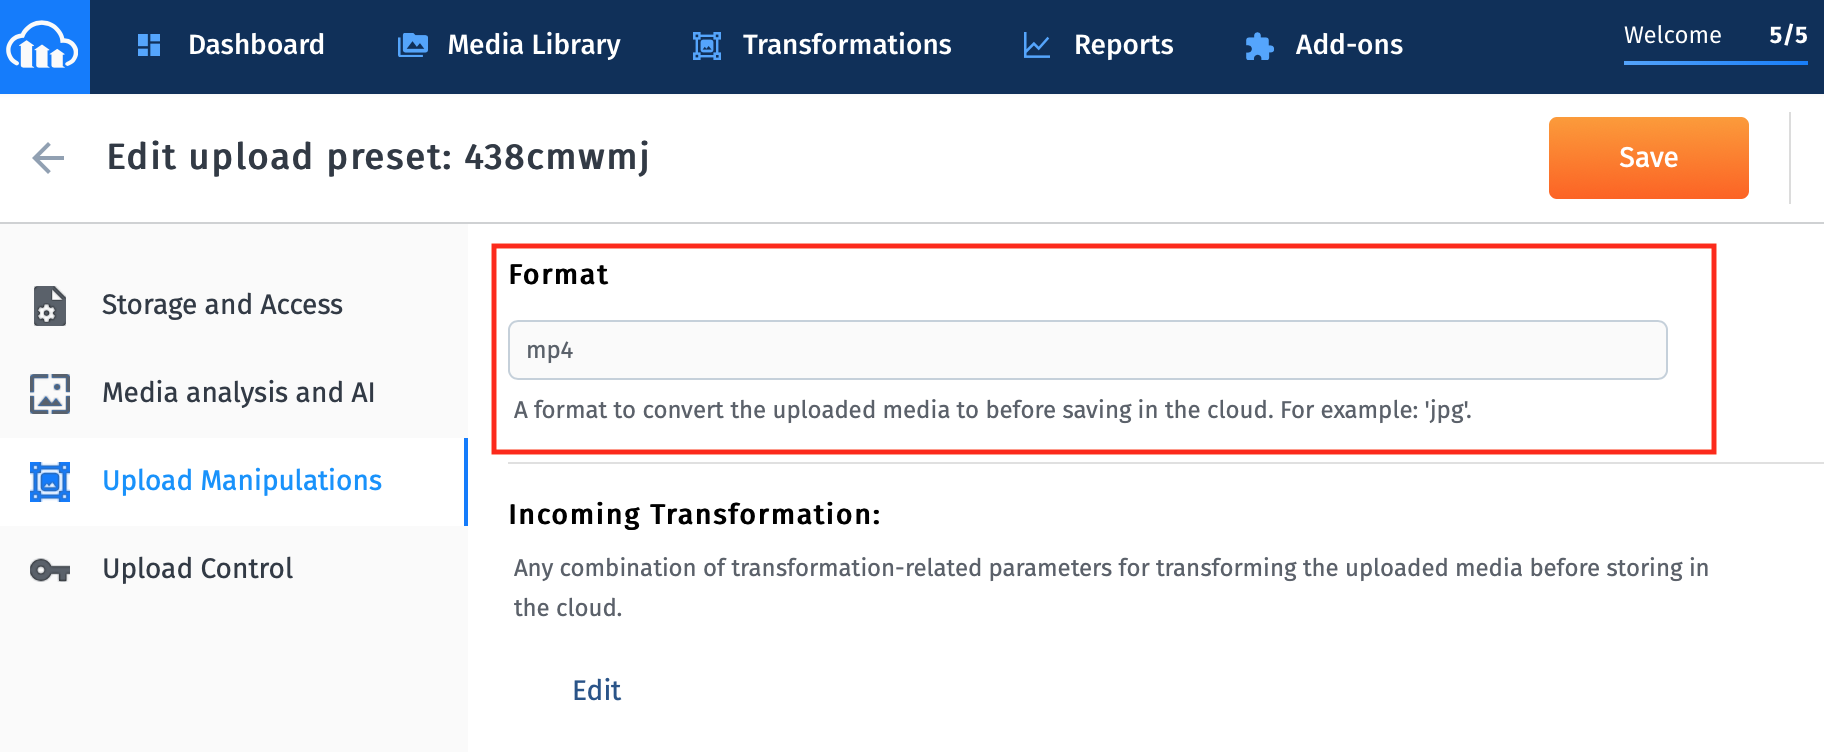 Dashboard Media Library Transformations Reports Add-ons Welcome 5/5
Edit upload preset: 438cmwmj
Save
Storage and Access
Media analysis and AI
Upload Manipulations
Upload Control
Format
mp4
A format to convert the uploaded media to before saving in the cloud. For example: 'jpg'.
Incoming Transformation:
Any combination of transformation-related parameters for transforming the uploaded media before storing in
the cloud.
Edit